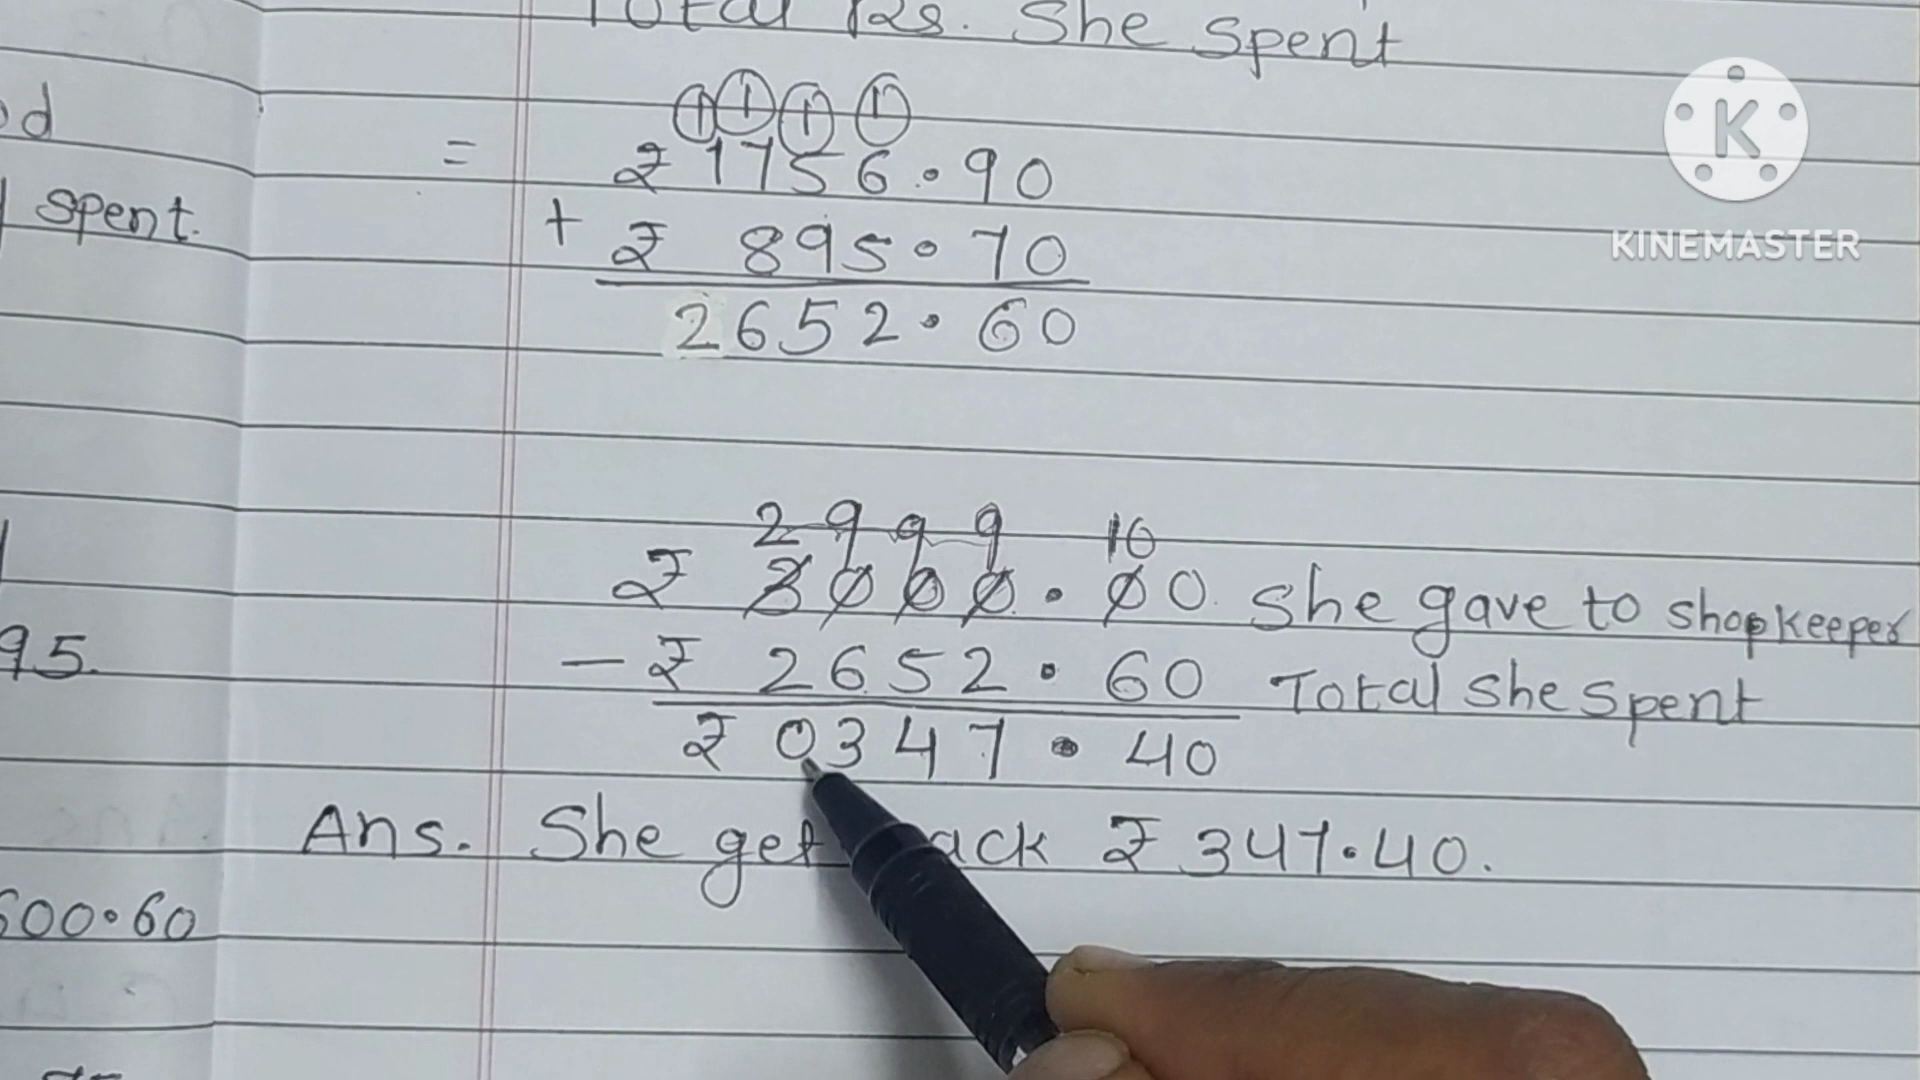 Total Rs. She spent
od
1 1 1 1
= ₹ 1756.90
spent.
+ ₹ 895.70
2652.60
KINEMASTER
2 9 9 9 10
₹ 3000.00 She gave to shopkeeper
95.
- ₹ 2652.60 Total She spent
₹ 0347.40
Ans. She get back ₹ 347.40.
600.60